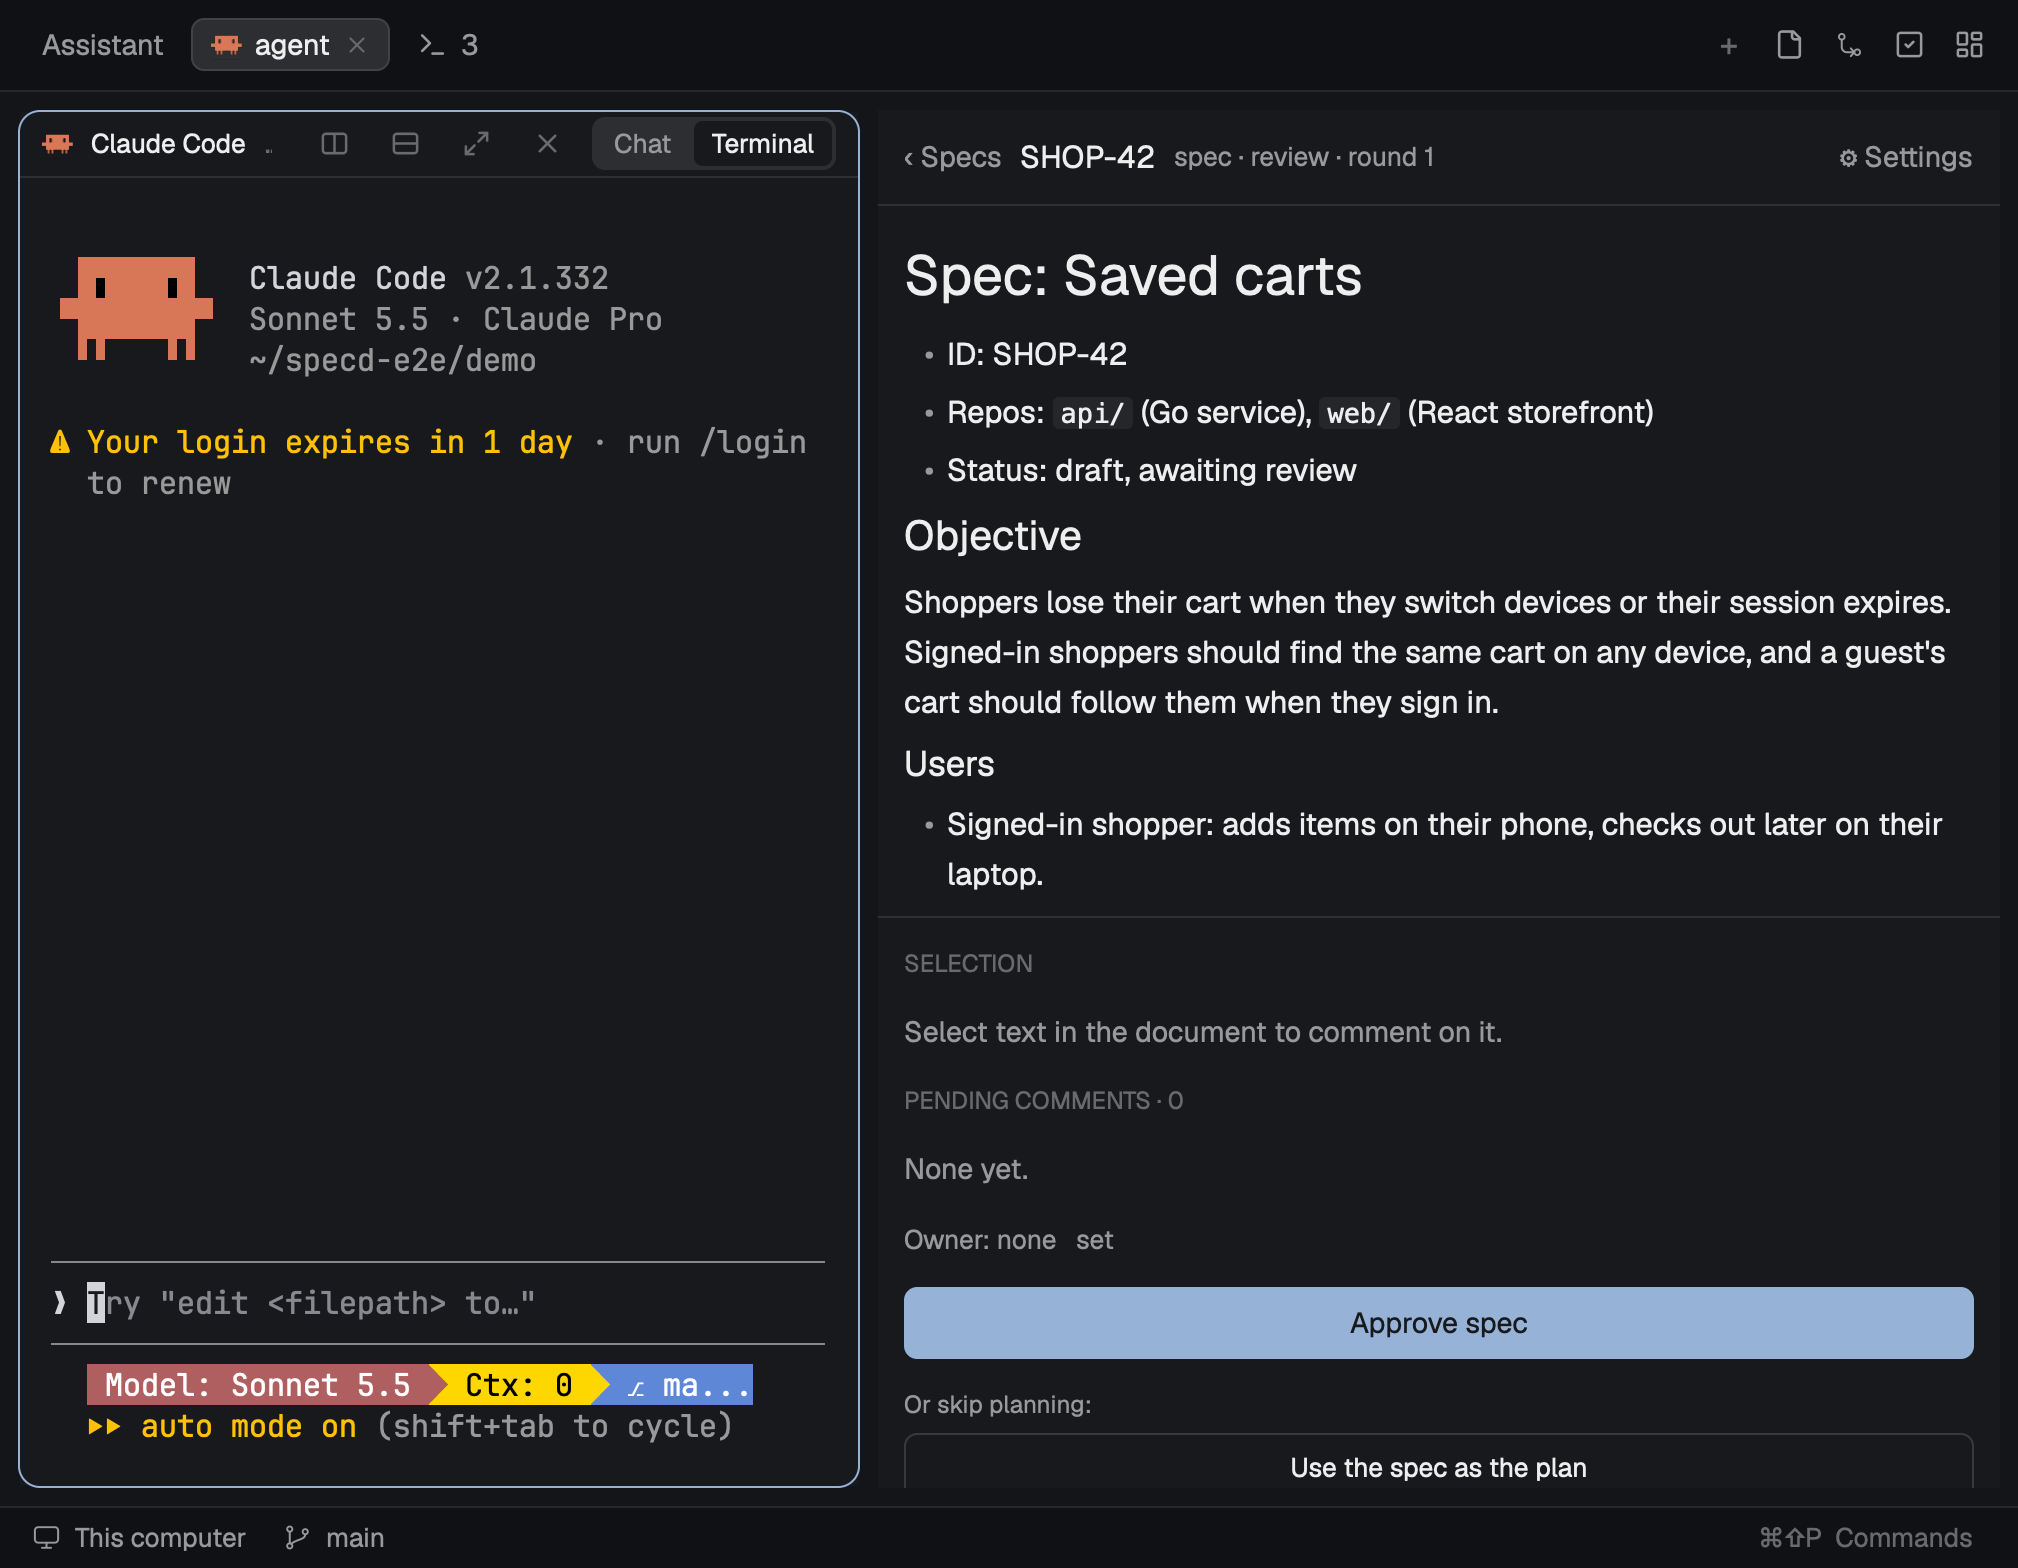 Assistant
agent
3
Claude Code ..
Chat
Terminal
Claude Code v2.1.332
Sonnet 5.5 · Claude Pro
~/specd-e2e/demo
Your login expires in 1 day · run /login
to renew
Try "edit <filepath> to…"
Model: Sonnet 5.5 Ctx: 0 ma...
auto mode on (shift+tab to cycle)
‹ Specs SHOP-42 spec · review · round 1
Settings
Spec: Saved carts
• ID: SHOP-42
• Repos: api/ (Go service), web/ (React storefront)
• Status: draft, awaiting review
Objective
Shoppers lose their cart when they switch devices or their session expires.
Signed-in shoppers should find the same cart on any device, and a guest's
cart should follow them when they sign in.
Users
• Signed-in shopper: adds items on their phone, checks out later on their
laptop.
SELECTION
Select text in the document to comment on it.
PENDING COMMENTS · 0
None yet.
Owner: none set
Approve spec
Or skip planning:
Use the spec as the plan
This computer
main
⌘⇧P Commands